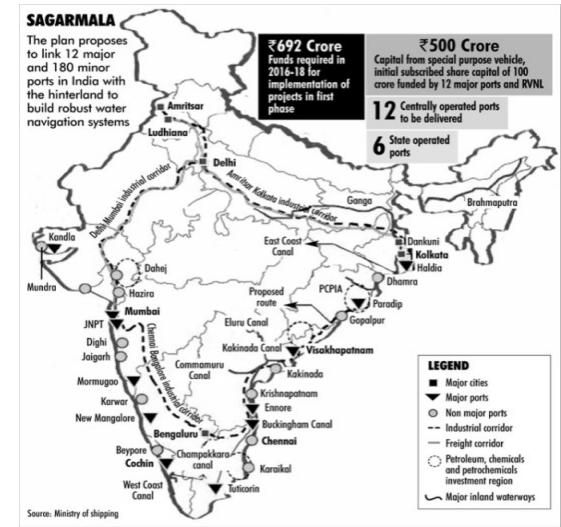 SAGARMALA
The plan proposes
to link 12 major
and 180 minor
ports in India with
the hinterland to
build robust water
navigation systems
₹692 Crore
Funds required in
2016-18 for
implementation of
projects in first
phase
₹500 Crore
Capital from special purpose vehicle,
initial subscribed share capital of 100
crore funded by 12 major ports and RVNL
12 Centrally operated ports
to be delivered
6 State operated
ports
Amritsar
Ludhiana
Delhi
Delhi Mumbai industrial corridor
Amritsar Kolkata industrial corridor
Ganga
Brahmaputra
Kandla
East Coast
Canal
Dankuni
Kolkata
Haldia
Dahej
Dhamra
Mundra
Hazira
Proposed
route
PCPIA
Paradip
Mumbai
Gopalpur
JNPT
Eluru Canal
Dighi
Kakinada Canal
Visakhapatnam
Jaigarh
Chennai Bangalore industrial corridor
Commamuru
Canal
Kakinada
Mormugao
Krishnapatnam
Karwar
Ennore
New Mangalore
Buckingham Canal
Bengaluru
Chennai
Beypore
Champakkara
canal
Cochin
Karaikal
West Coast
Canal
Tuticorin
LEGEND
Major cities
Major ports
Non major ports
Industrial corridor
Freight corridor
Petroleum, chemicals
and petrochemicals
investment region
Major inland waterways
Source: Ministry of shipping